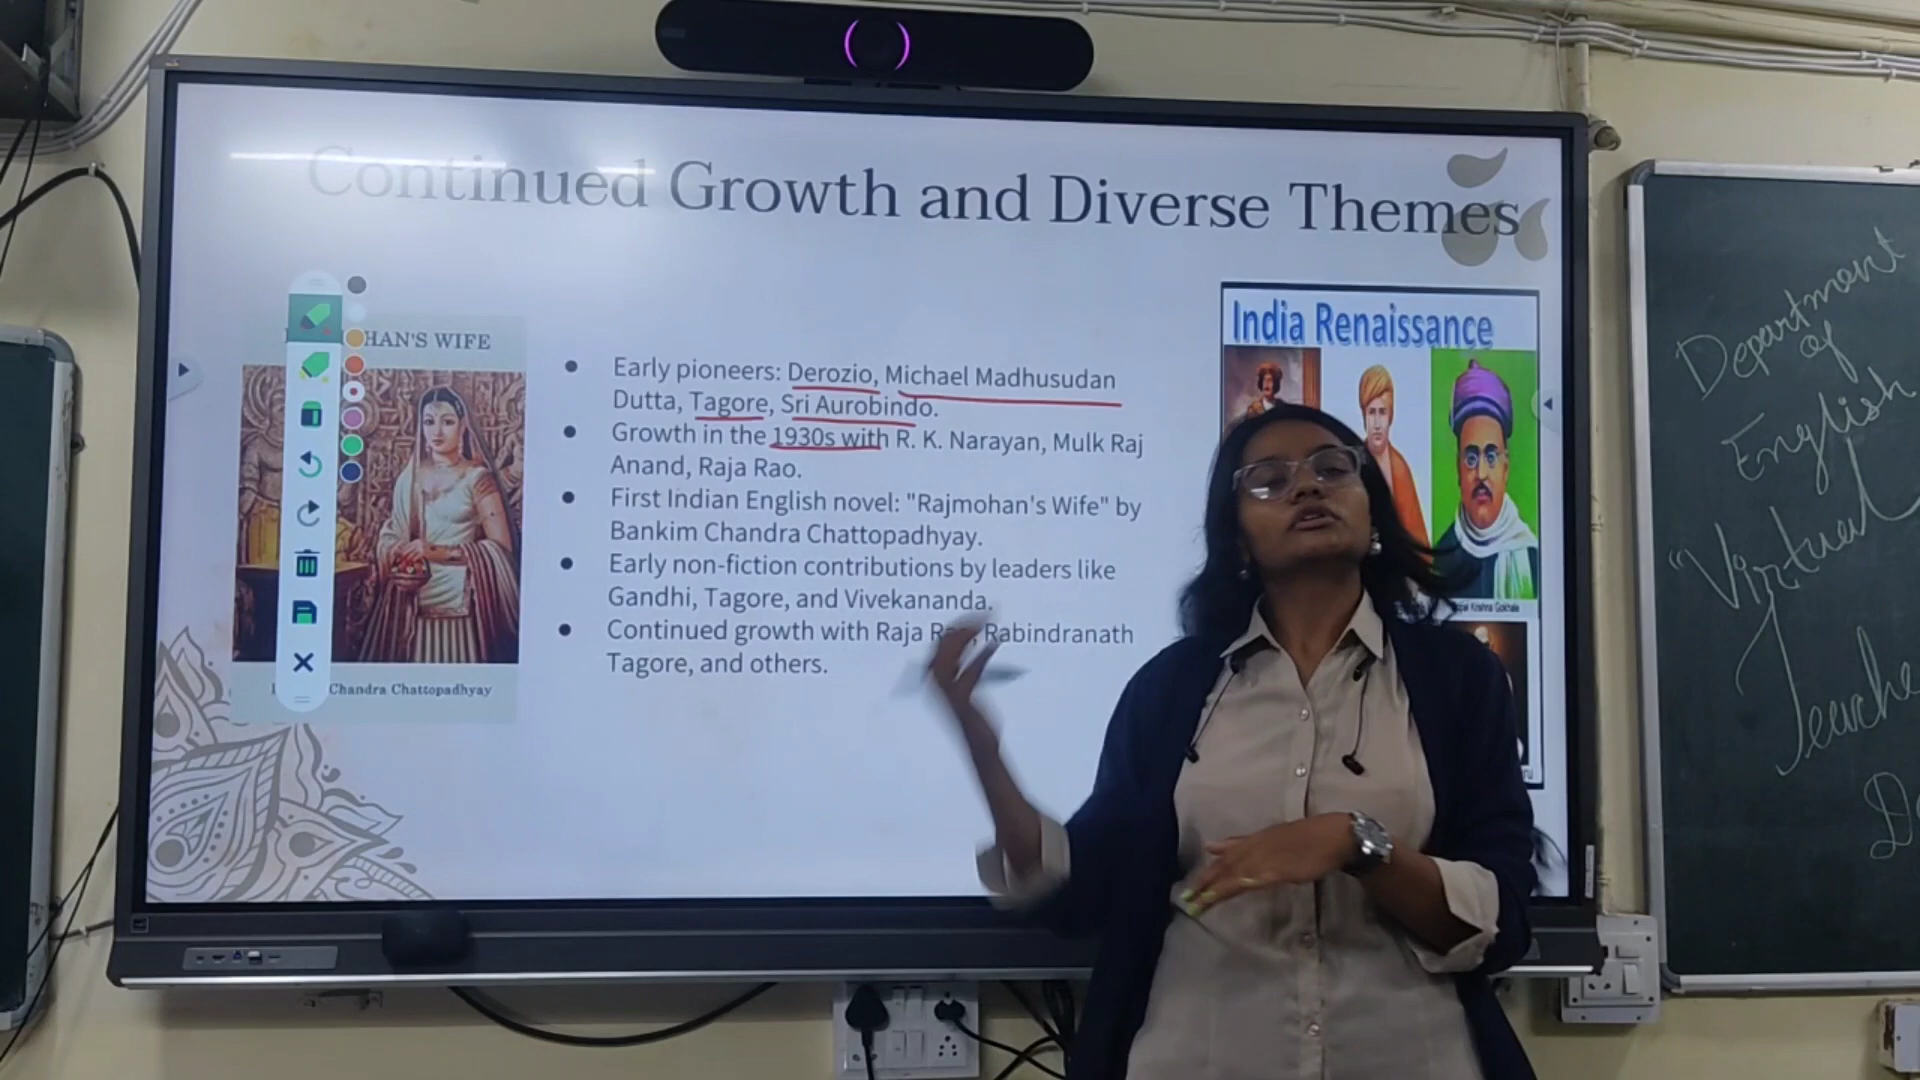 Continued Growth and Diverse Themes
HAN'S WIFE
Chandra Chattopadhyay
Early pioneers: Derozio, Michael Madhusudan
Dutta, Tagore, Sri Aurobindo.
Growth in the 1930s with R. K. Narayan, Mulk Raj
Anand, Raja Rao.
First Indian English novel: "Rajmohan's Wife" by
Bankim Chandra Chattopadhyay.
Early non-fiction contributions by leaders like
Gandhi, Tagore, and Vivekananda.
Continued growth with Raja Rabindranath
Tagore, and others.
India Renaissance
Krishna Gokhale
Department
of
English
"Virtual
Teache